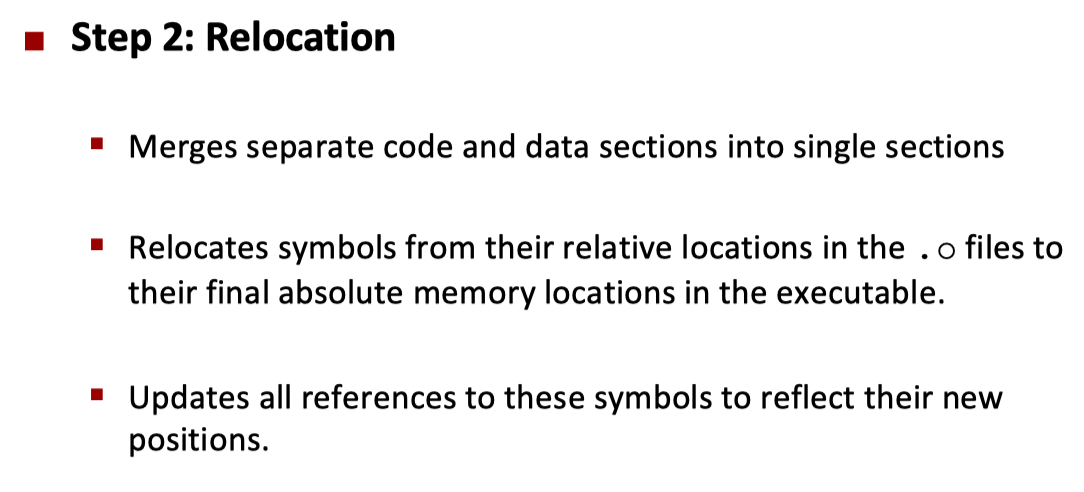 Step 2: Relocation
Merges separate code and data sections into single sections
Relocates symbols from their relative locations in the .o files to
their final absolute memory locations in the executable.
Updates all references to these symbols to reflect their new
positions.